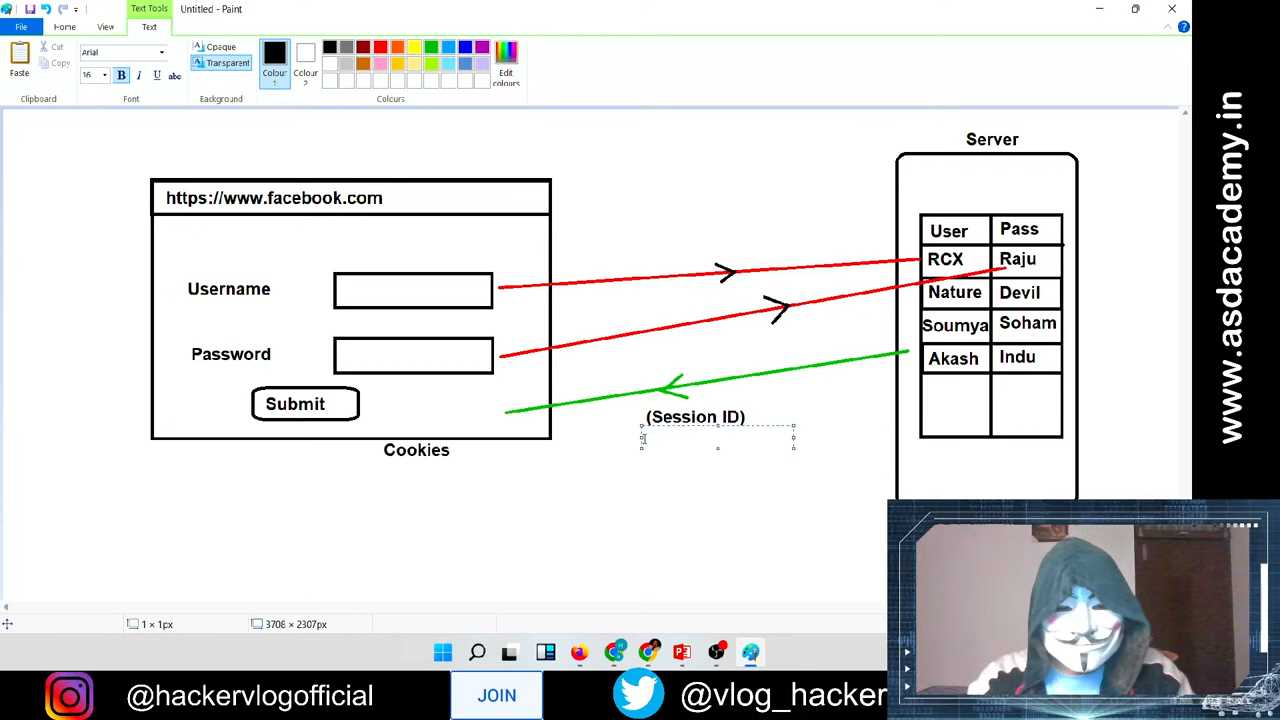 Text Tools
Untitled - Paint
File
Home
View
Text
Paste
Cut
Copy
Clipboard
Arial
16
B
I
U
abc
Font
Opaque
Transparent
Background
Colour
1
Colour
2
Edit
colours
Colours
Server
https://www.facebook.com
User
Pass
RCX
Raju
Username
Nature
Devil
Soumya
Soham
Password
Akash
Indu
Submit
(Session ID)
Cookies
1 × 1px
3708 × 2307px
www.asdacademy.in
@hackervlogofficial
JOIN
@vlog_hacker